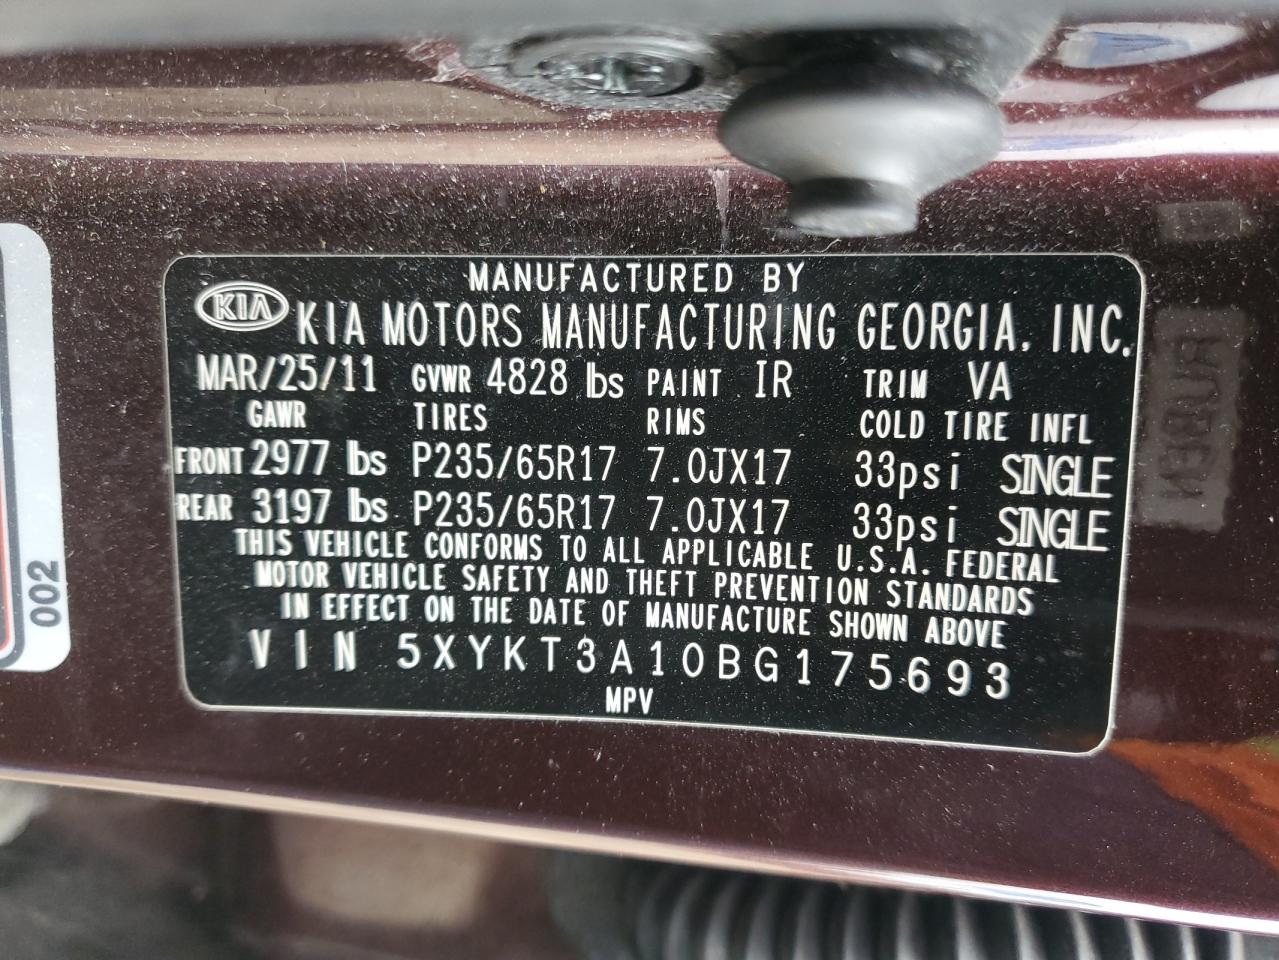 MANUFACTURED BY
KIA KIA MOTORS MANUFACTURING GEORGIA, INC.
MAR/25/11 GVWR 4828 lbs PAINT IR TRIM VA
GAWR TIRES RIMS COLD TIRE INFL
FRONT 2977 lbs P235/65R17 7.0JX17 33psi SINGLE
REAR 3197 lbs P235/65R17 7.0JX17 33psi SINGLE
THIS VEHICLE CONFORMS TO ALL APPLICABLE U.S.A. FEDERAL
MOTOR VEHICLE SAFETY AND THEFT PREVENTION STANDARDS
IN EFFECT ON THE DATE OF MANUFACTURE SHOWN ABOVE
VIN 5XYKT3A10BG175693
MPV
002